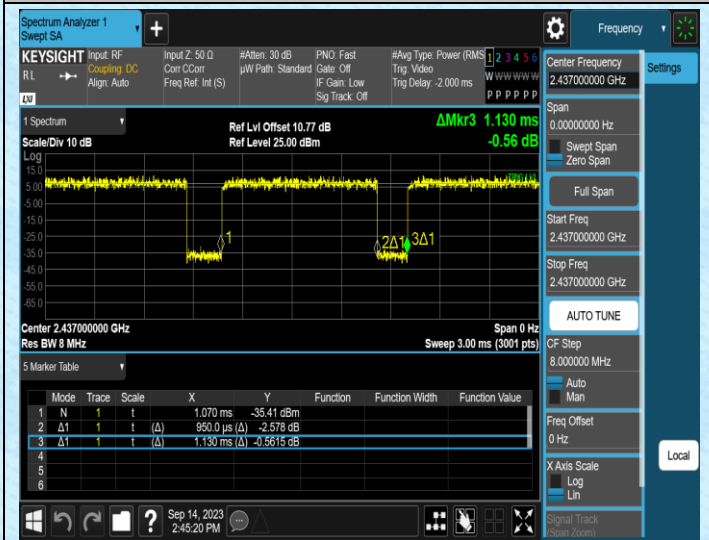 Spectrum Analyzer 1
Swept SA
Frequency
KEYSIGHT
RL
LXI
Input: RF
Coupling: DC
Align: Auto
Input Z: 50 Ω
Corr CCorr
Freq Ref: Int (S)
#Atten: 30 dB
µW Path: Standard
PNO: Fast
Gate: Off
IF Gain: Low
Sig Track: Off
#Avg Type: Power (RMS
Trig: Video
Trig Delay: -2.000 ms
1 2 3 4 5 6
W W W W W W
P P P P P P
1 Spectrum
Scale/Div 10 dB
Ref Lvl Offset 10.77 dB
Ref Level 25.00 dBm
ΔMkr3 1.130 ms
-0.56 dB
Log
15.0
5.00
-5.00
-15.0
-25.0
-35.0
-45.0
-55.0
-65.0
1
2Δ1
3Δ1
Center 2.437000000 GHz
Span 0 Hz
Res BW 8 MHz
Sweep 3.00 ms (3001 pts)
5 Marker Table
Mode Trace Scale X Y Function Function Width Function Value
1 N 1 t 1.070 ms -35.41 dBm
2 Δ1 1 t (Δ) 950.0 µs (Δ) -2.578 dB
3 Δ1 1 t (Δ) 1.130 ms (Δ) -0.5615 dB
4
5
6
Sep 14, 2023
2:45:20 PM
Center Frequency
2.437000000 GHz
Settings
Span
0.00000000 Hz
Swept Span
Zero Span
Full Span
Start Freq
2.437000000 GHz
Stop Freq
2.437000000 GHz
AUTO TUNE
CF Step
8.000000 MHz
Auto
Man
Freq Offset
0 Hz
X Axis Scale
Log
Lin
Local
Signal Track
(Span Zoom)